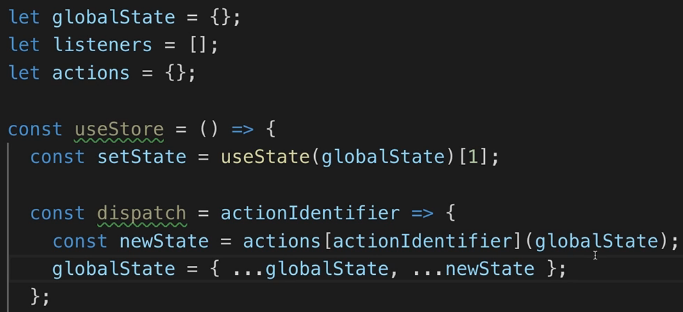 let globalState = {};
let listeners = [];
let actions = {};
const useStore = () => {
const setState = useState(globalState)[1];
const dispatch = actionIdentifier => {
const newState = actions[actionIdentifier](globalState);
globalState = { ...globalState, ...newState };
};